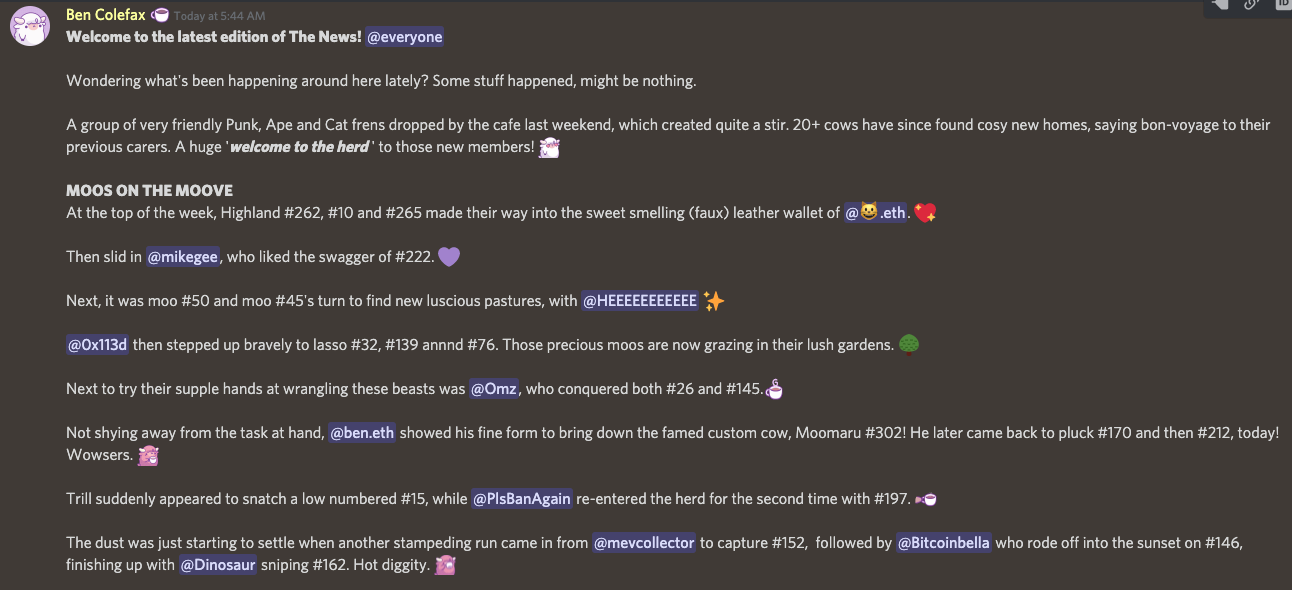 Ben Colefax Today at 5:44 AM
Welcome to the latest edition of The News! @everyone
Wondering what's been happening around here lately? Some stuff happened, might be nothing.
A group of very friendly Punk, Ape and Cat frens dropped by the cafe last weekend, which created quite a stir. 20+ cows have since found cosy new homes, saying bon-voyage to their
previous carers. A huge 'welcome to the herd' to those new members!
MOOS ON THE MOOVE
At the top of the week, Highland #262, #10 and #265 made their way into the sweet smelling (faux) leather wallet of @😺.eth. 💖
Then slid in @mikegee, who liked the swagger of #222. 💜
Next, it was moo #50 and moo #45's turn to find new luscious pastures, with @HEEEEEEEEEEE ✨
@0x113d then stepped up bravely to lasso #32, #139 annnd #76. Those precious moos are now grazing in their lush gardens. 🌳
Next to try their supple hands at wrangling these beasts was @Omz, who conquered both #26 and #145.
Not shying away from the task at hand, @ben.eth showed his fine form to bring down the famed custom cow, Moomaru #302! He later came back to pluck #170 and then #212, today!
Wowsers.
Trill suddenly appeared to snatch a low numbered #15, while @PlsBanAgain re-entered the herd for the second time with #197.
The dust was just starting to settle when another stampeding run came in from @mevcollector to capture #152, followed by @Bitcoinbella who rode off into the sunset on #146,
finishing up with @Dinosaur sniping #162. Hot diggity.
ID